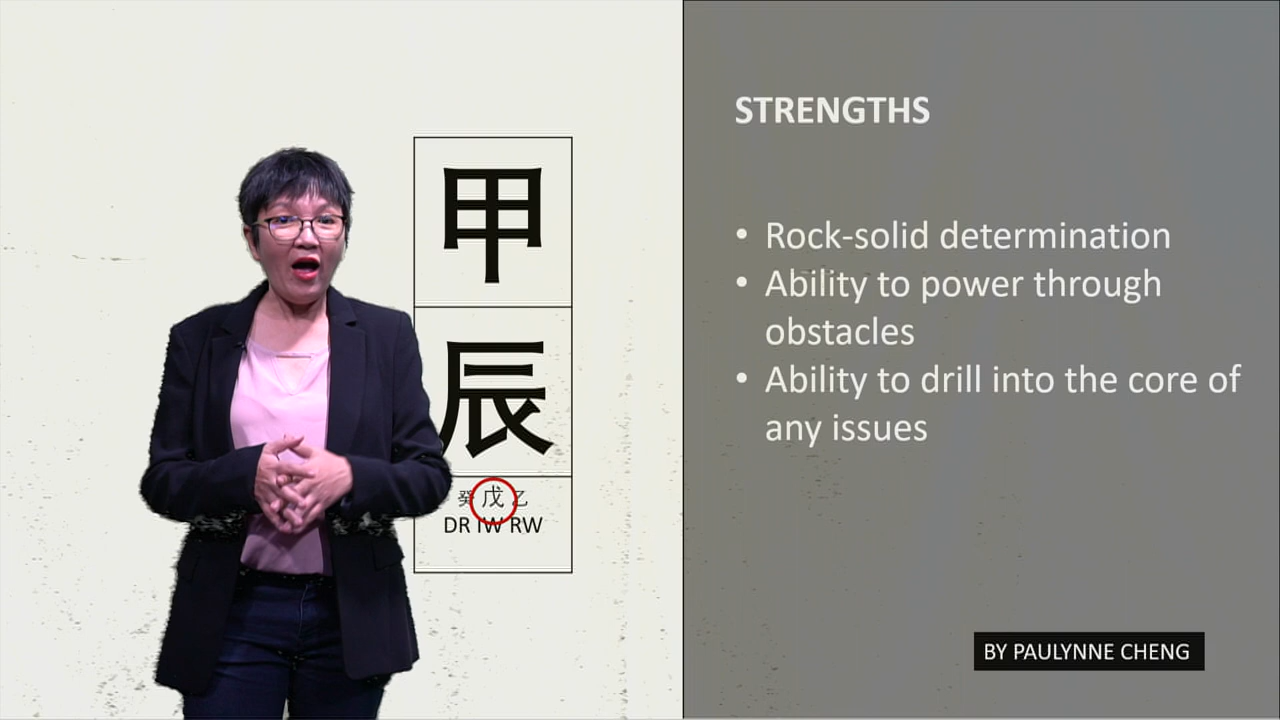 甲
辰
癸 戊 乙
DR IW RW
STRENGTHS
• Rock-solid determination
• Ability to power through
obstacles
• Ability to drill into the core of
any issues
BY PAULYNNE CHENG